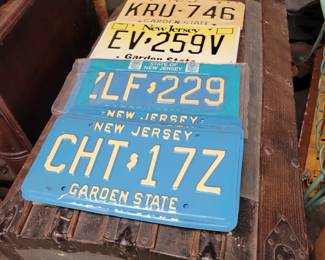 KRU·746
GARDEN STATE
New Jersey
EV·259V
Garden State
STATE OF
NEW JERSEY
ZLF·229
NEW JERSEY
NEW JERSEY
CHT·17Z
GARDEN STATE